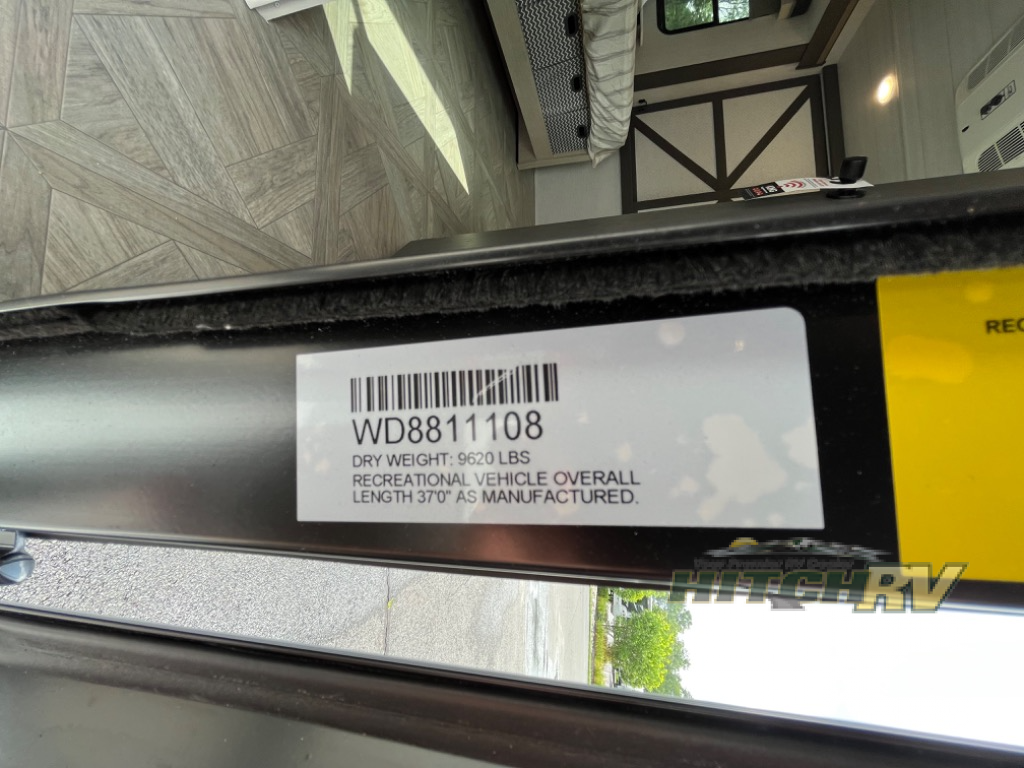 WD8811108
DRY WEIGHT: 9620 LBS
RECREATIONAL VEHICLE OVERALL
LENGTH 37'0" AS MANUFACTURED.
REC
HITCHRV